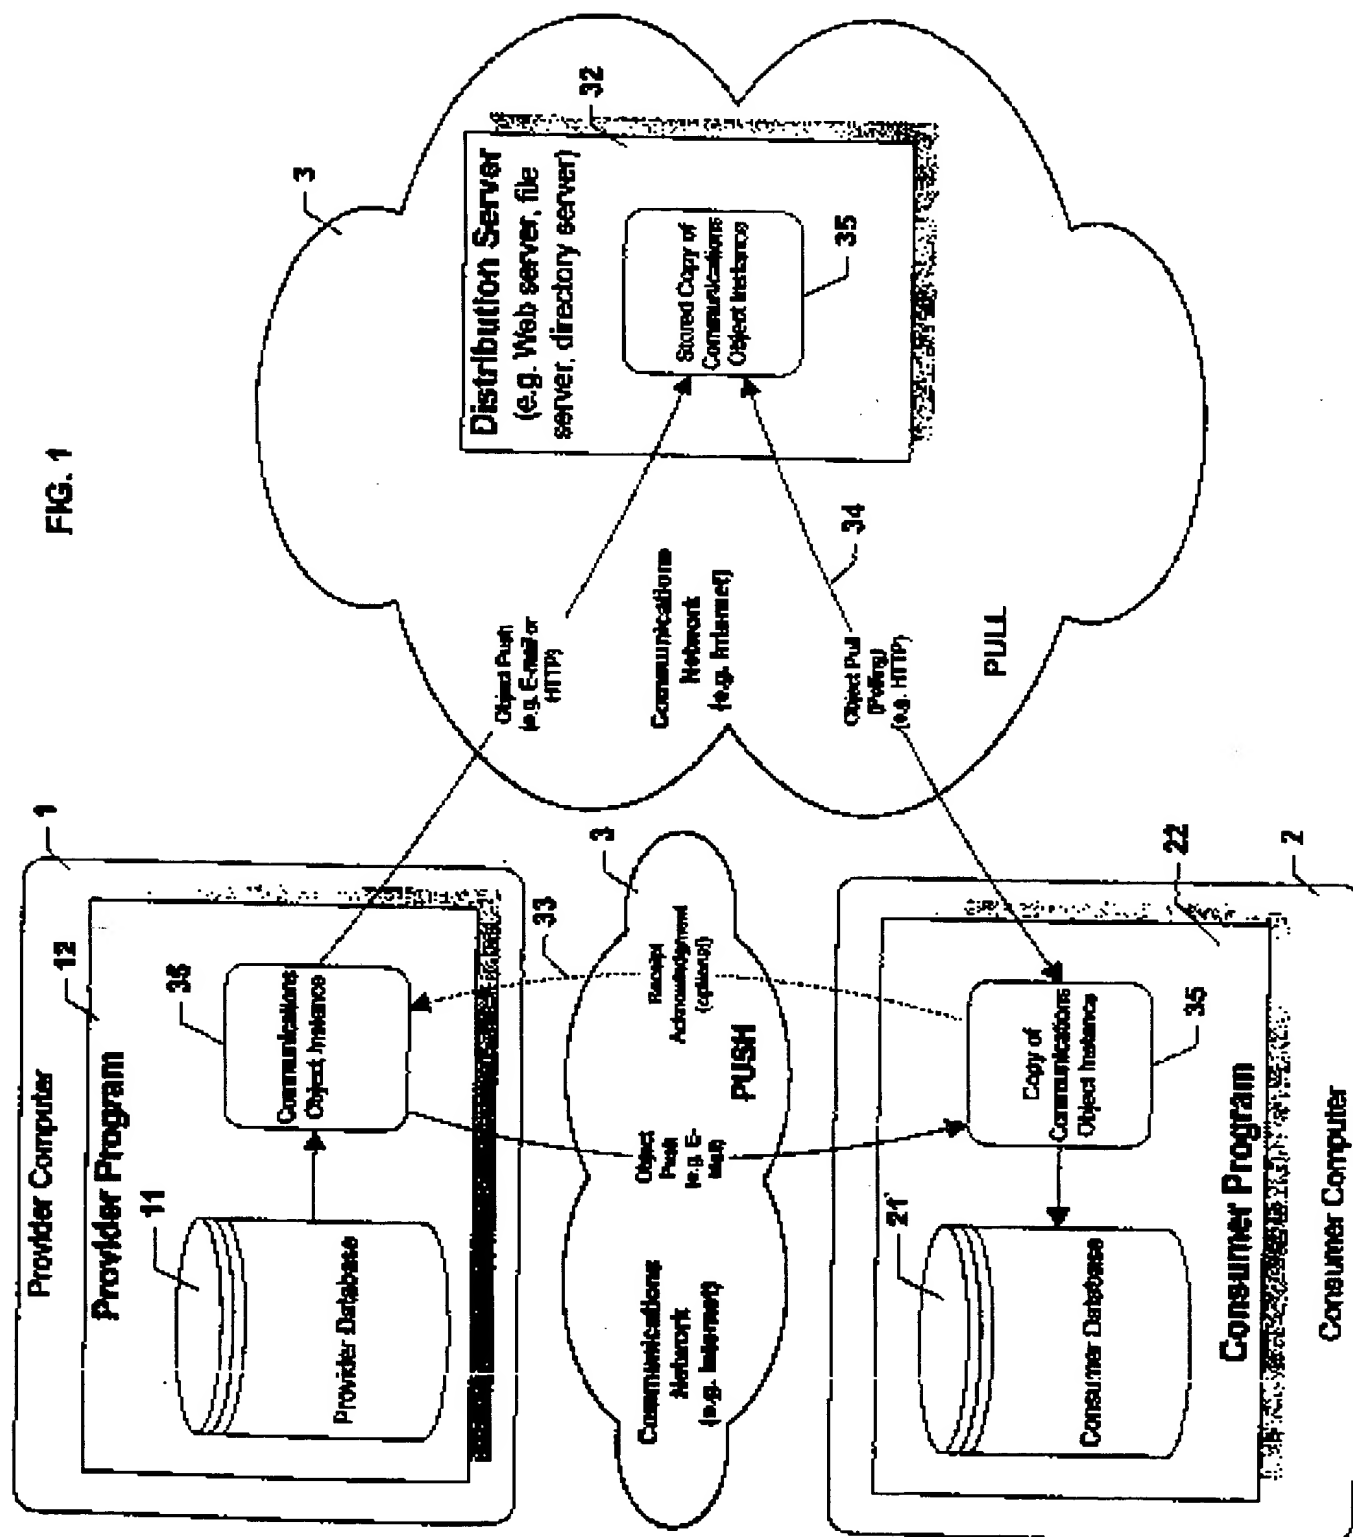 FIG. 1
Provider Computer
1
Provider Program
12
11
Provider Database
35
Communications
Object Instance
3
Distribution Server
(e.g. Web server, file
server, directory server)
32
Stored Copy of
Communications
Object Instance
35
Object Push
(e.g. E-mail or
HTTP)
Communications
Network
(e.g. Internet)
Object Pull
(Polling)
(e.g. HTTP)
34
PULL
3
33
Communications
Network
(e.g. Internet)
Object
Push
(e.g. E-
Mail)
Receipt
Acknowledgment
(optional)
PUSH
21
Consumer Database
Copy of
Communications
Object Instance
35
22
Consumer Program
2
Consumer Computer